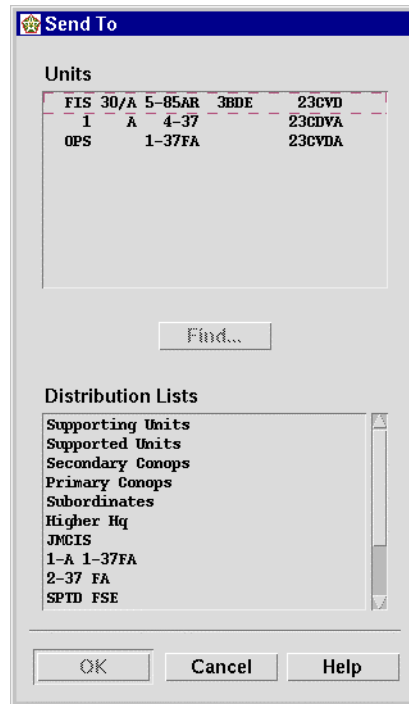 Send To
Units
FIS 30/A 5-85AR 3BDE 23CVD
1 A 4-37 23CDVA
OPS 1-37FA 23CVDA
Find...
Distribution Lists
Supporting Units
Supported Units
Secondary Conops
Primary Conops
Subordinates
Higher Hq
JMCIS
1-A 1-37FA
2-37 FA
SPTD FSE
OK Cancel Help